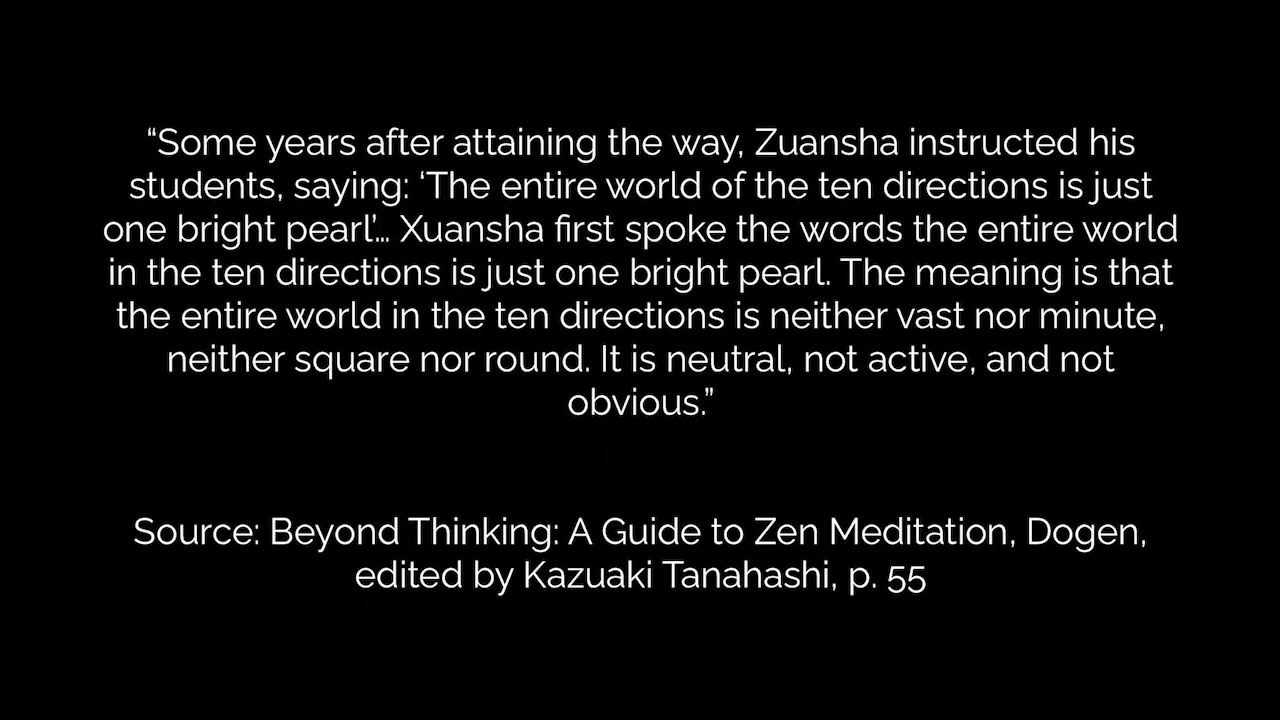 “Some years after attaining the way, Zuansha instructed his
students, saying: ‘The entire world of the ten directions is just
one bright pearl’… Xuansha first spoke the words the entire world
in the ten directions is just one bright pearl. The meaning is that
the entire world in the ten directions is neither vast nor minute,
neither square nor round. It is neutral, not active, and not
obvious.”
Source: Beyond Thinking: A Guide to Zen Meditation, Dogen,
edited by Kazuaki Tanahashi, p. 55